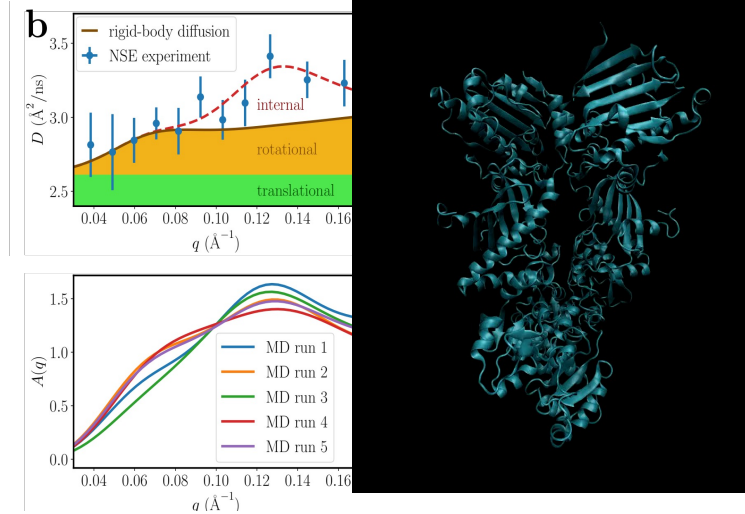 b
rigid-body diffusion
NSE experiment
3.5
3.0
2.5
D (Å²/ns)
internal
rotational
translational
0.04 0.06 0.08 0.10 0.12 0.14 0.16
q (Å⁻¹)
1.5
1.0
0.5
0.0
A(q)
MD run 1
MD run 2
MD run 3
MD run 4
MD run 5
0.04 0.06 0.08 0.10 0.12 0.14 0.16
q (Å⁻¹)